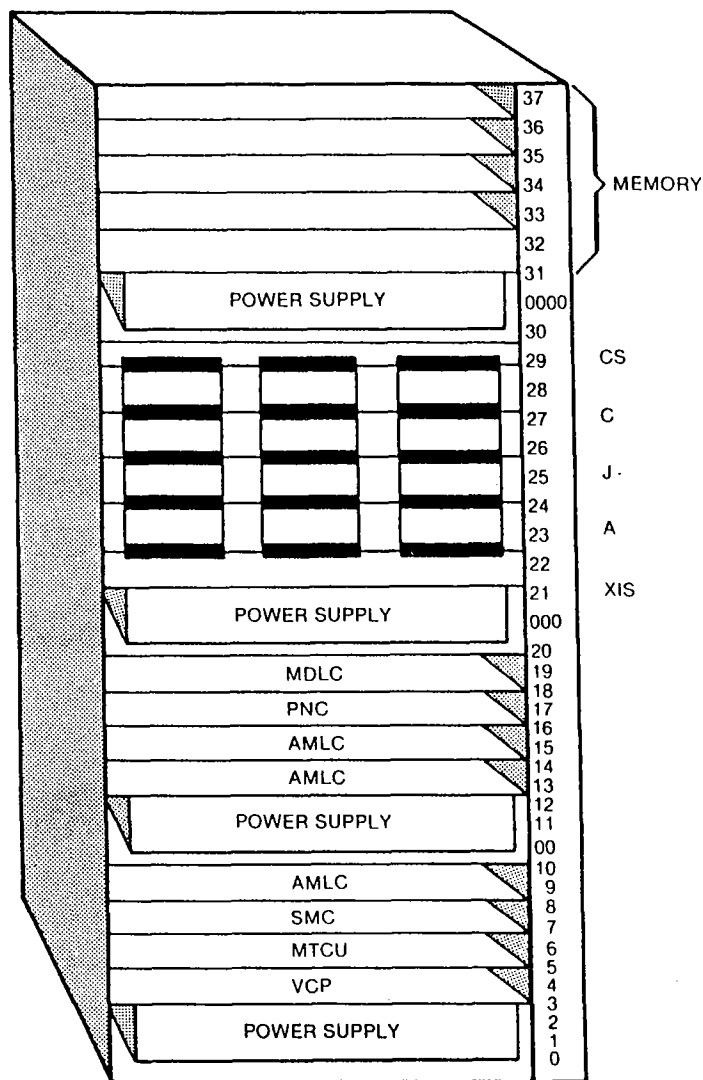 37
36
35
34 MEMORY
33
32
31
POWER SUPPLY 0000
30
29 CS
28
27 C
26
25 J
24
23 A
22
21 XIS
POWER SUPPLY 000
20
MDLC 19
18
PNC 17
16
AMLC 15
14
AMLC 13
12
POWER SUPPLY 11
00
10
AMLC 9
8
SMC 7
MTCU 6
5
VCP 4
3
POWER SUPPLY 2
1
0